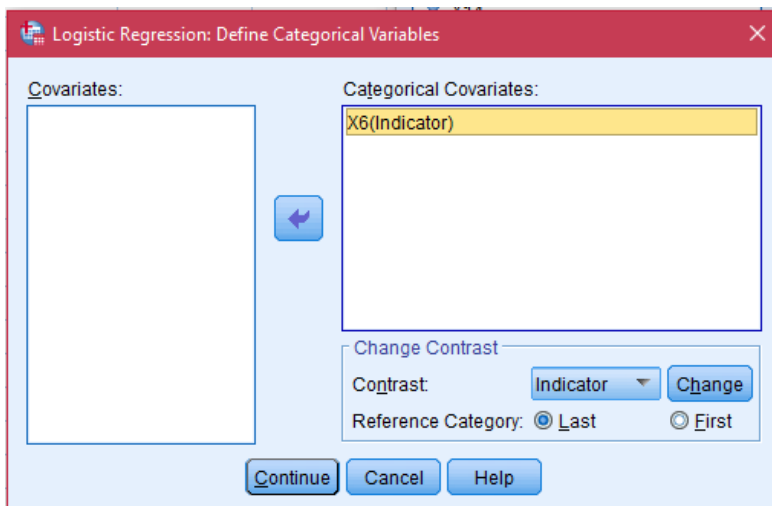 Logistic Regression: Define Categorical Variables
Covariates:
Categorical Covariates:
X6(Indicator)
Change Contrast
Contrast: Indicator Change
Reference Category: Last First
Continue Cancel Help